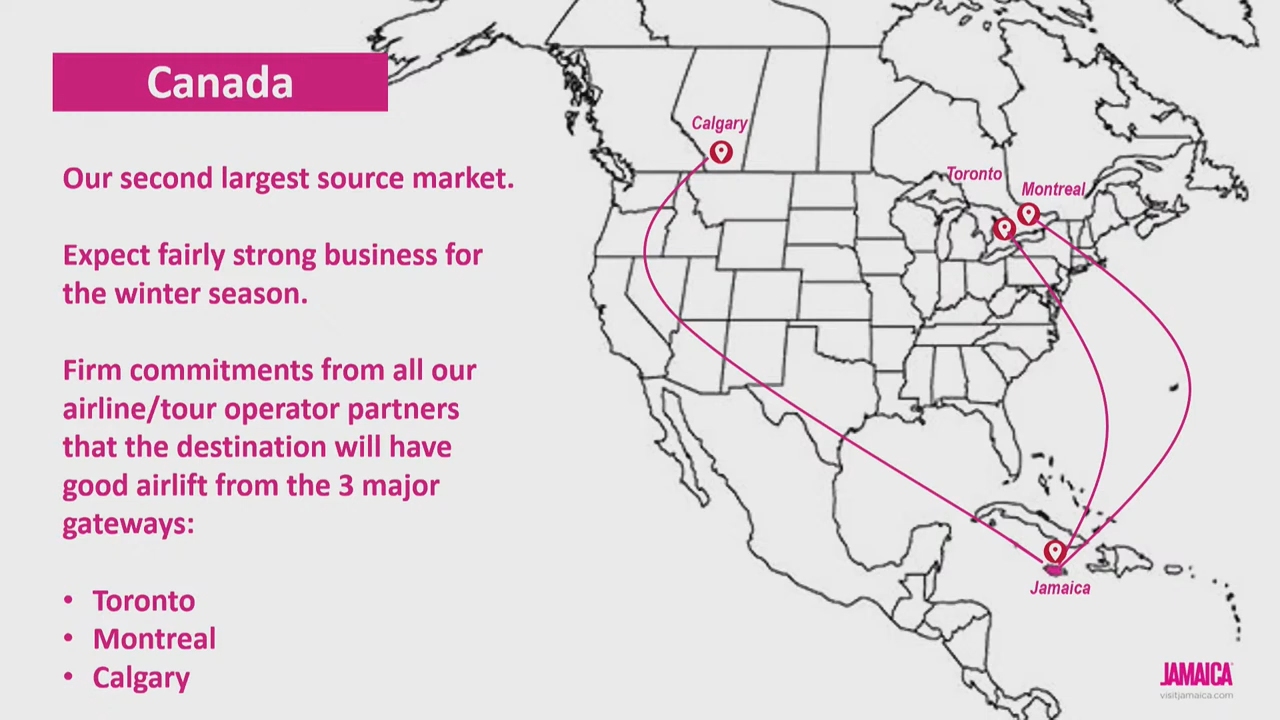 Canada
Our second largest source market.
Expect fairly strong business for
the winter season.
Firm commitments from all our
airline/tour operator partners
that the destination will have
good airlift from the 3 major
gateways:
• Toronto
• Montreal
• Calgary
Calgary
Toronto
Montreal
Jamaica
JAMAICA
visitjamaica.com